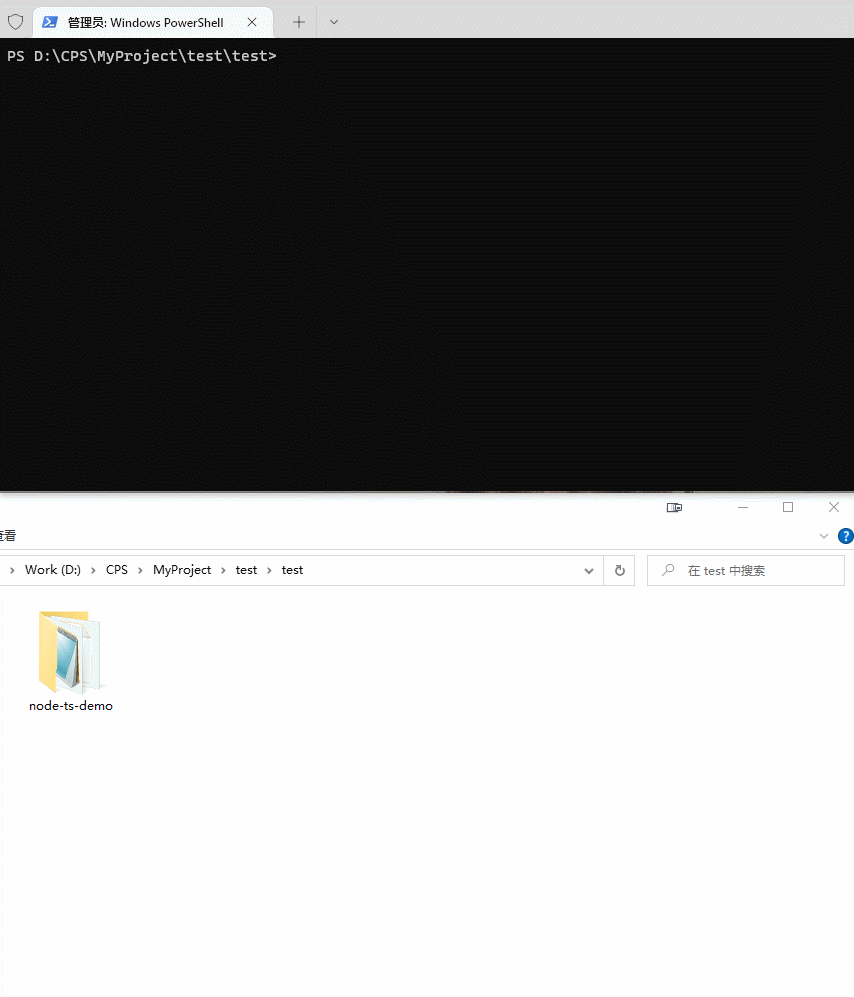 管理员: Windows PowerShell
PS D:\CPS\MyProject\test\test>
查看
?
Work (D:) CPS MyProject test test
在 test 中搜索
node-ts-demo